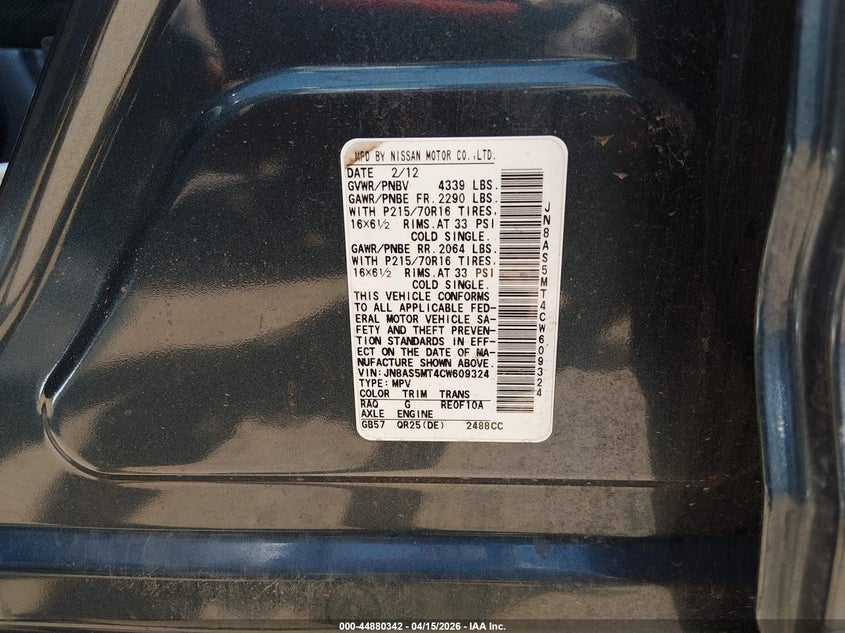 MFD BY NISSAN MOTOR CO.,LTD.
DATE 2/12
GVWR/PNBV 4339 LBS.
GAWR/PNBE FR.2290 LBS.
WITH P215/70R16 TIRES,
16×6½ RIMS.AT 33 PSI
COLD SINGLE.
GAWR/PNBE RR.2064 LBS.
WITH P215/70R16 TIRES,
16×6½ RIMS.AT 33 PSI
COLD SINGLE.
THIS VEHICLE CONFORMS
TO ALL APPLICABLE FED-
ERAL MOTOR VEHICLE SA-
FETY AND THEFT PREVEN-
TION STANDARDS IN EFF-
ECT ON THE DATE OF MA-
NUFACTURE SHOWN ABOVE.
VIN:JN8AS5MT4CW609324
TYPE:MPV
COLOR TRIM TRANS
RAQ G RE0F10A
AXLE ENGINE
GB57 QR25(DE) 2488CC
JN8AS5MT4CW609324
000-44880342 - 04/15/2026 - IAA Inc.